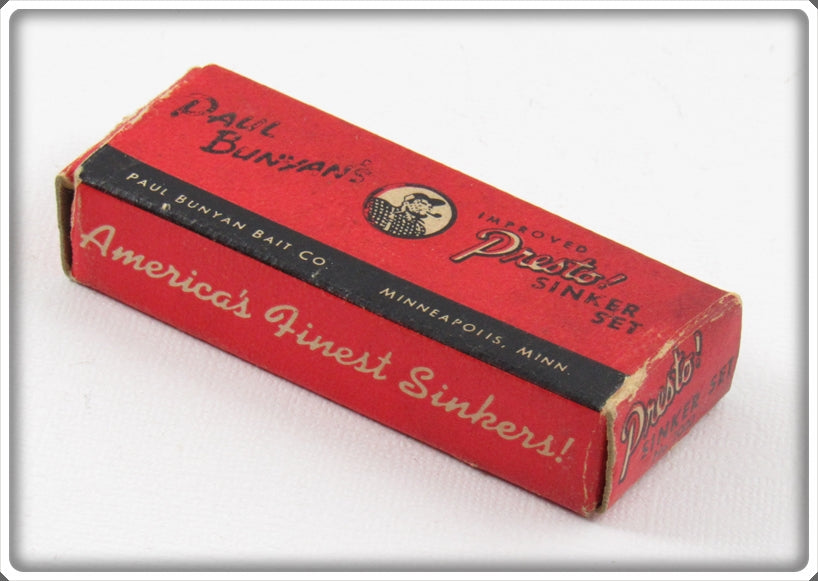 PAUL
BUNYAN'S
IMPROVED
Presto!
SINKER
SET
PAUL BUNYAN BAIT CO. MINNEAPOLIS, MINN.
America's Finest Sinkers!
Presto!
SINKER SET